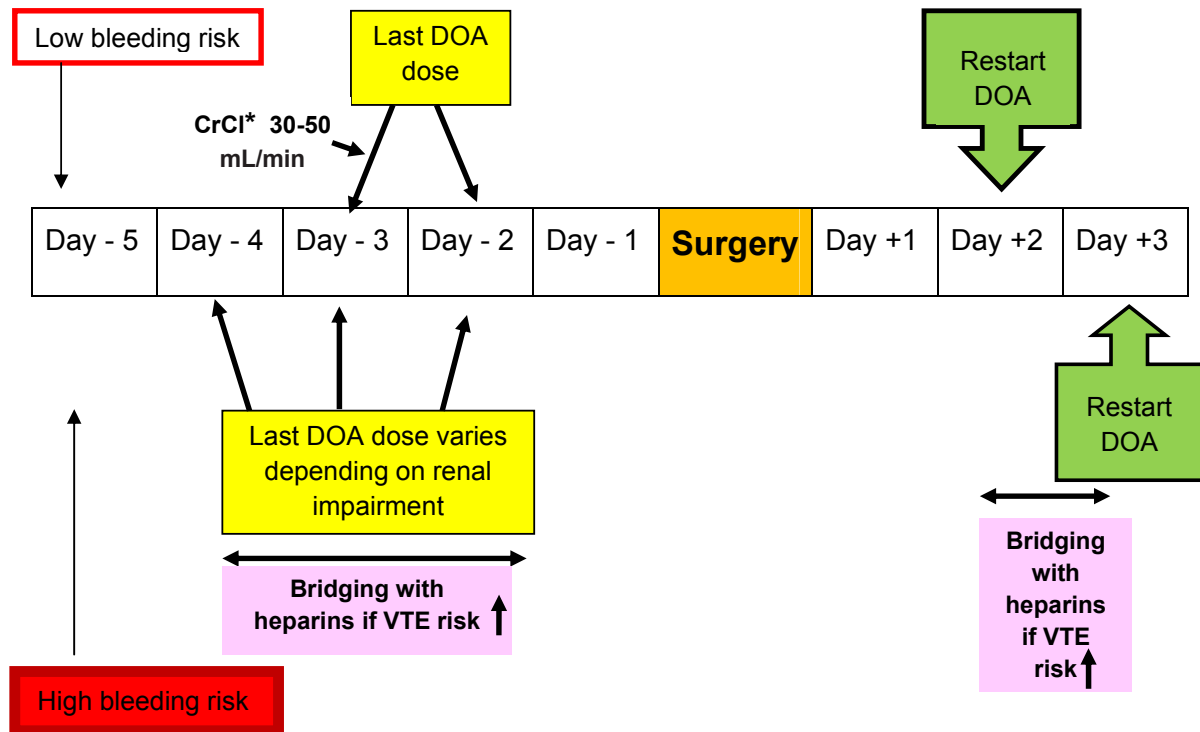 Low bleeding risk
Last DOA
dose
Restart
DOA
CrCl* 30-50
mL/min
Day - 5
Day - 4
Day - 3
Day - 2
Day - 1
Surgery
Day +1
Day +2
Day +3
Last DOA dose varies
depending on renal
impairment
Restart
DOA
Bridging with
heparins if VTE risk
Bridging
with
heparins
if VTE
risk
High bleeding risk